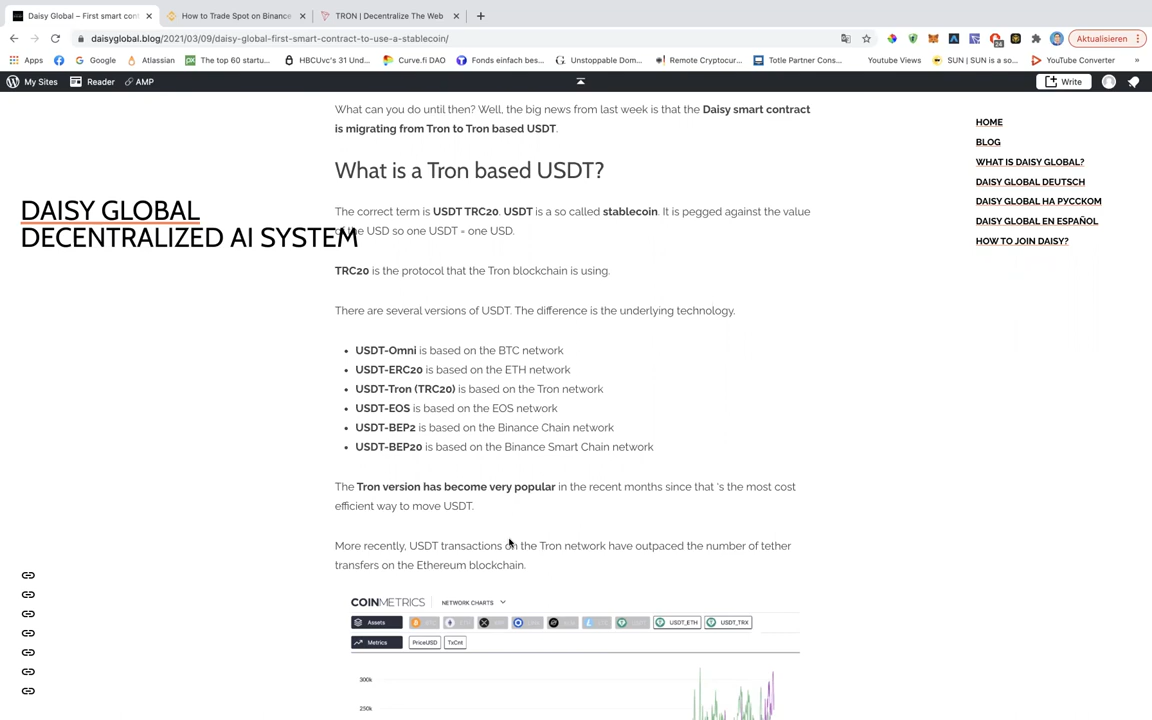 Daisy Global – First smart con
How to Trade Spot on Binance
TRON | Decentralize The Web
daisyglobal.blog/2021/03/09/daisy-global-first-smart-contract-to-use-a-stablecoin/
24
Aktualisieren
Apps
Google
Atlassian
The top 60 startu...
HBCUvc's 31 Und...
Curve.fi DAO
Fonds einfach bes...
Unstoppable Dom...
Remote Cryptocur...
Totle Partner Cons...
Youtube Views
SUN | SUN is a so...
YouTube Converter
»
My Sites
Reader
AMP
Write
What can you do until then? Well, the big news from last week is that the Daisy smart contract
is migrating from Tron to Tron based USDT.
What is a Tron based USDT?
The correct term is USDT TRC20. USDT is a so called stablecoin. It is pegged against the value
of the USD so one USDT = one USD.
TRC20 is the protocol that the Tron blockchain is using.
There are several versions of USDT. The difference is the underlying technology.
• USDT-Omni is based on the BTC network
• USDT-ERC20 is based on the ETH network
• USDT-Tron (TRC20) is based on the Tron network
• USDT-EOS is based on the EOS network
• USDT-BEP2 is based on the Binance Chain network
• USDT-BEP20 is based on the Binance Smart Chain network
The Tron version has become very popular in the recent months since that 's the most cost
efficient way to move USDT.
More recently, USDT transactions on the Tron network have outpaced the number of tether
transfers on the Ethereum blockchain.
COINMETRICS
NETWORK CHARTS
Assets
USDT_ETH
USDT_TRX
Metrics
PriceUSD
TxCnt
300k
250k
DAISY GLOBAL
DECENTRALIZED AI SYSTEM
HOME
BLOG
WHAT IS DAISY GLOBAL?
DAISY GLOBAL DEUTSCH
DAISY GLOBAL НА РУССКОМ
DAISY GLOBAL EN ESPAÑOL
HOW TO JOIN DAISY?